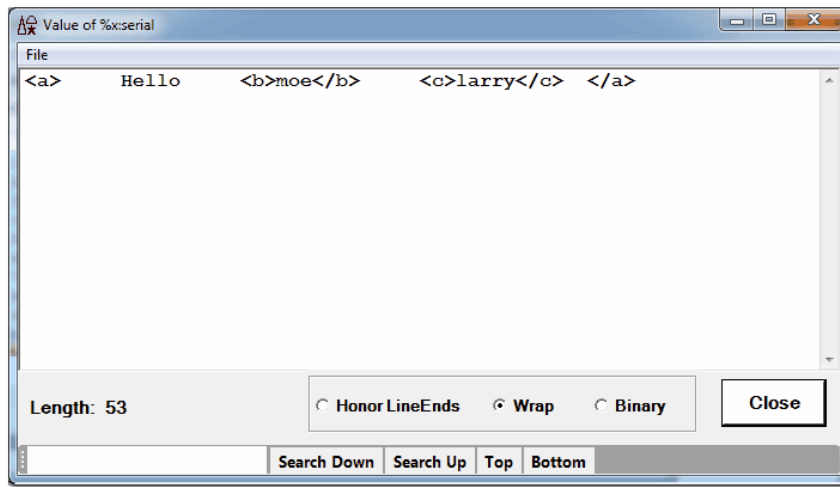 Value of %x:serial
File
<a>     Hello     <b>moe</b>     <c>larry</c>  </a>
Length: 53
Honor LineEnds Wrap Binary
Close
Search Down Search Up Top Bottom